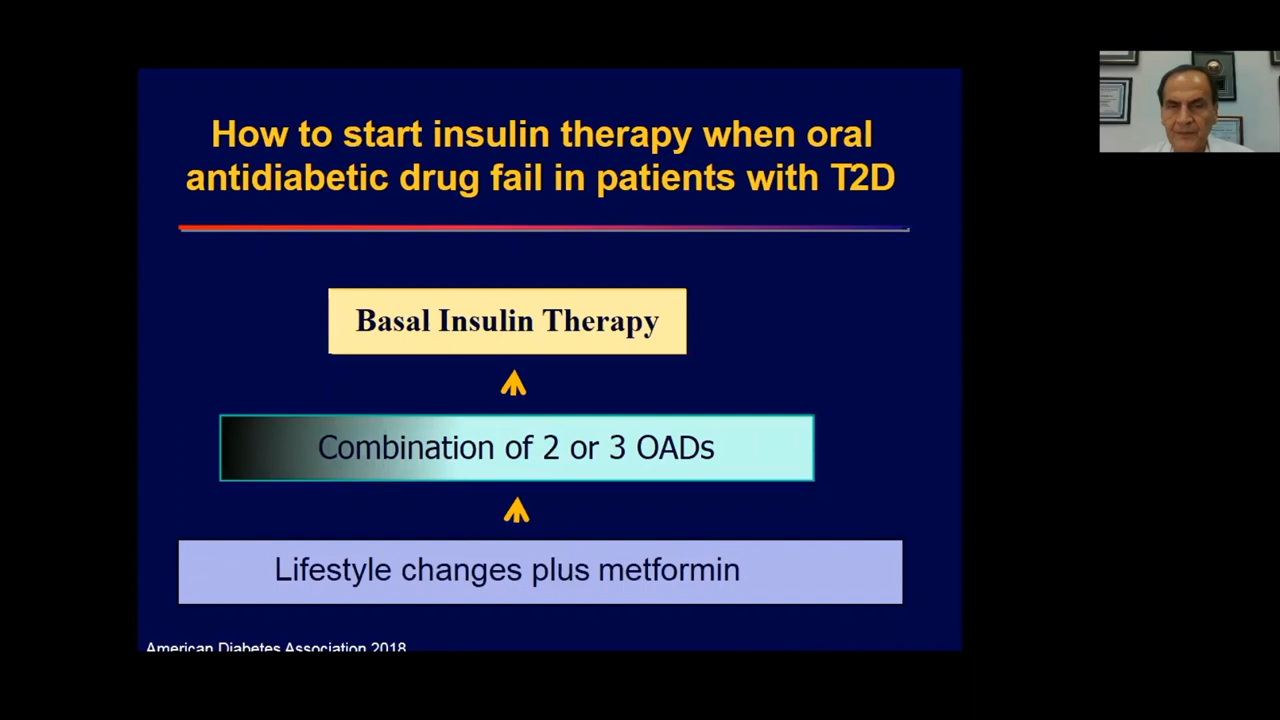 How to start insulin therapy when oral
antidiabetic drug fail in patients with T2D
Basal Insulin Therapy
Combination of 2 or 3 OADs
Lifestyle changes plus metformin
American Diabetes Association 2018